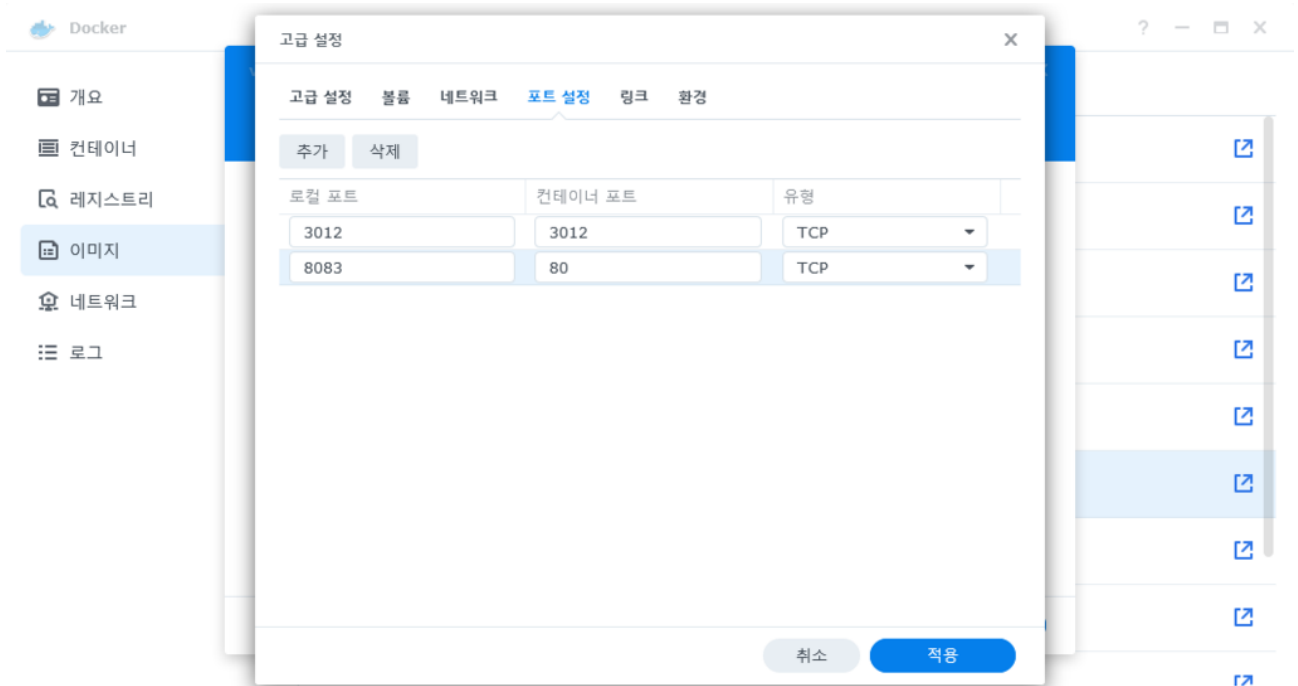 Docker
?
고급 설정
개요
컨테이너
레지스트리
이미지
네트워크
로그
고급 설정 볼륨 네트워크 포트 설정 링크 환경
추가 삭제
로컬 포트 컨테이너 포트 유형
3012 3012 TCP
8083 80 TCP
취소 적용